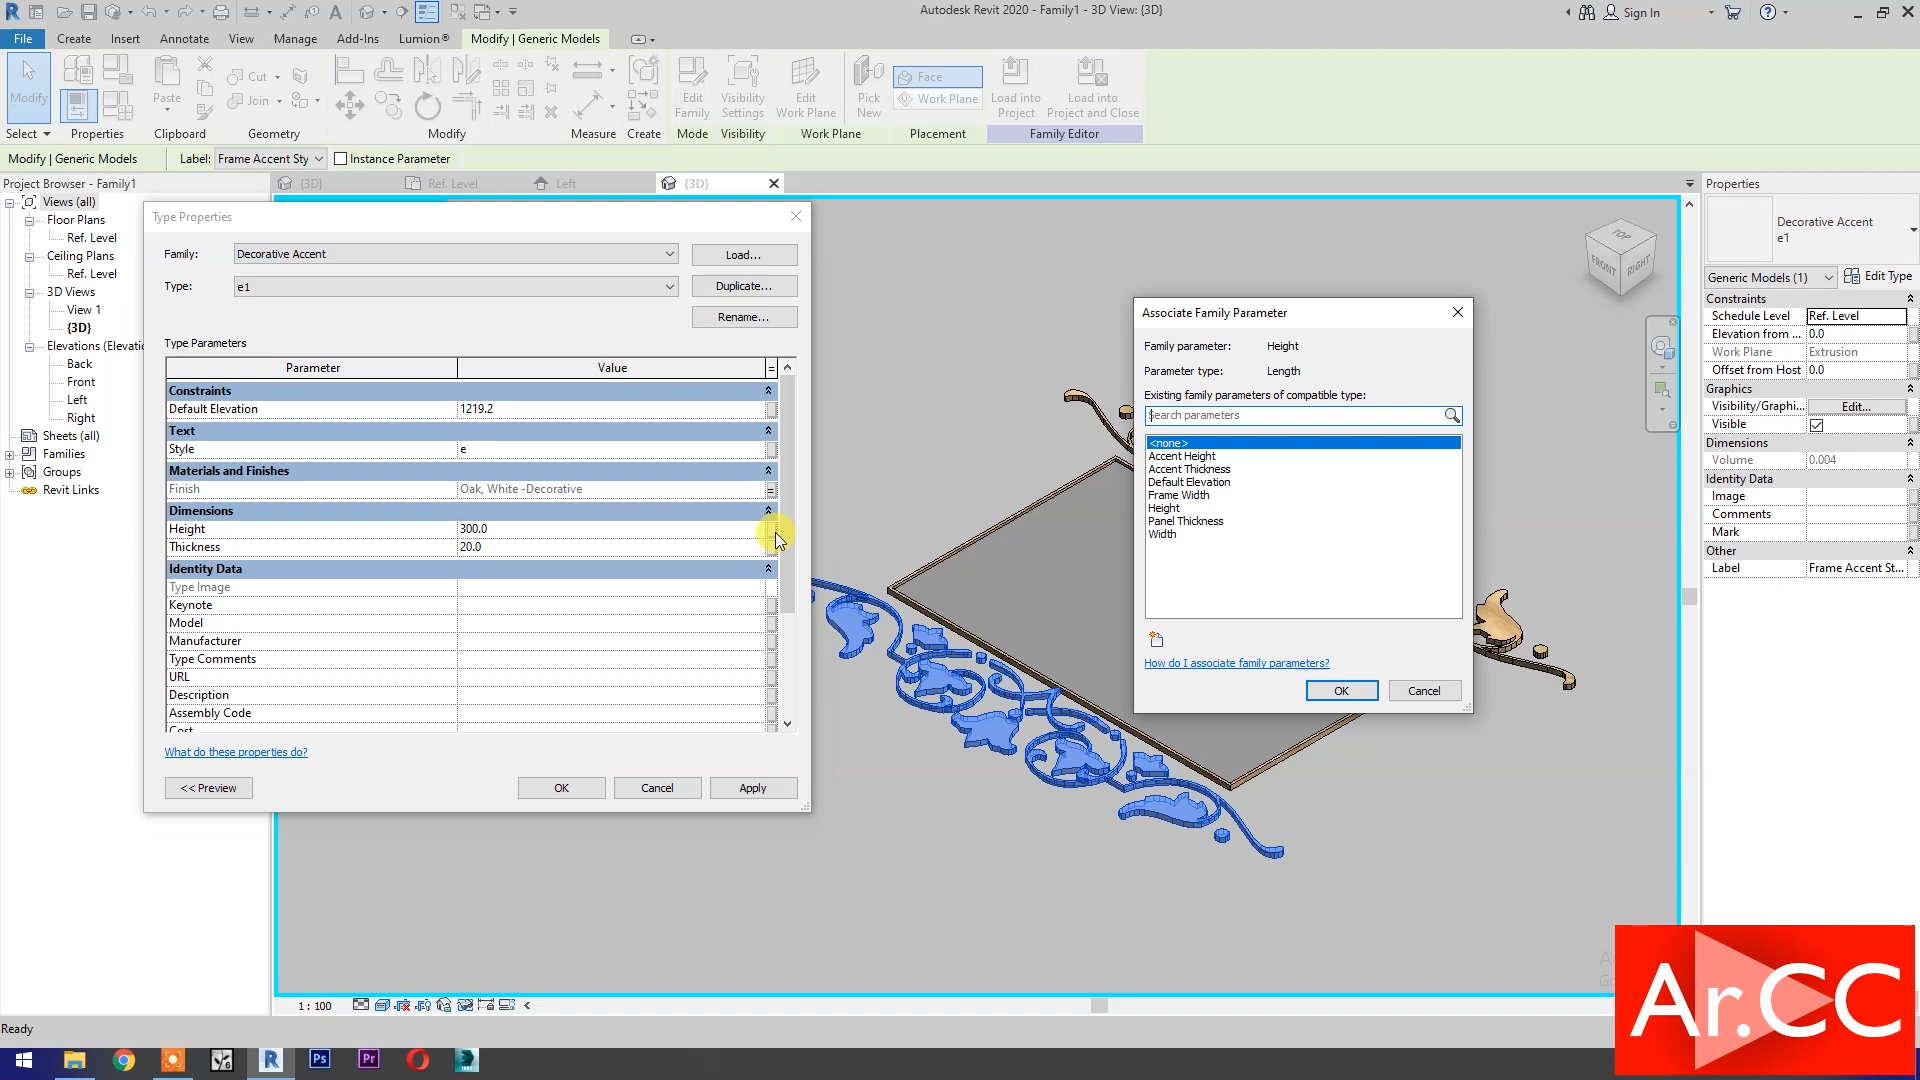 Autodesk Revit 2020 - Family1 - 3D View: {3D}
Sign In
File
Create
Insert
Annotate
View
Manage
Add-Ins
Lumion®
Modify | Generic Models
Modify
Paste
Cut
Join
Edit Family
Visibility Settings
Edit Work Plane
Pick New
Face
Work Plane
Load into Project
Load into Project and Close
Select
Properties
Clipboard
Geometry
Modify
Measure
Create
Mode
Visibility
Work Plane
Placement
Family Editor
Modify | Generic Models
Label:
Frame Accent Sty
Instance Parameter
Project Browser - Family1
Views (all)
Floor Plans
Ref. Level
Ceiling Plans
Ref. Level
3D Views
View 1
{3D}
Elevations (Elevatio
Back
Front
Left
Right
Sheets (all)
Families
Groups
Revit Links
{3D}
Ref. Level
Left
{3D}
Type Properties
Family:
Decorative Accent
Load...
Type:
e1
Duplicate...
Rename...
Type Parameters
Parameter
Value
=
Constraints
Default Elevation
1219.2
Text
Style
e
Materials and Finishes
Finish
Oak, White -Decorative
=
Dimensions
Height
300.0
Thickness
20.0
Identity Data
Type Image
Keynote
Model
Manufacturer
Type Comments
URL
Description
Assembly Code
Cost
What do these properties do?
<< Preview
OK
Cancel
Apply
TOP
FRONT
RIGHT
Associate Family Parameter
Family parameter:
Height
Parameter type:
Length
Existing family parameters of compatible type:
Search parameters
<none>
Accent Height
Accent Thickness
Default Elevation
Frame Width
Height
Panel Thickness
Width
How do I associate family parameters?
OK
Cancel
Properties
Decorative Accent
e1
Generic Models (1)
Edit Type
Constraints
Schedule Level
Ref. Level
Elevation from ...
0.0
Work Plane
Extrusion
Offset from Host
0.0
Graphics
Visibility/Graphi...
Edit...
Visible
Dimensions
Volume
0.004
Identity Data
Image
Comments
Mark
Other
Label
Frame Accent St...
1 : 100
Ready
Ps
Pr
Ar.CC